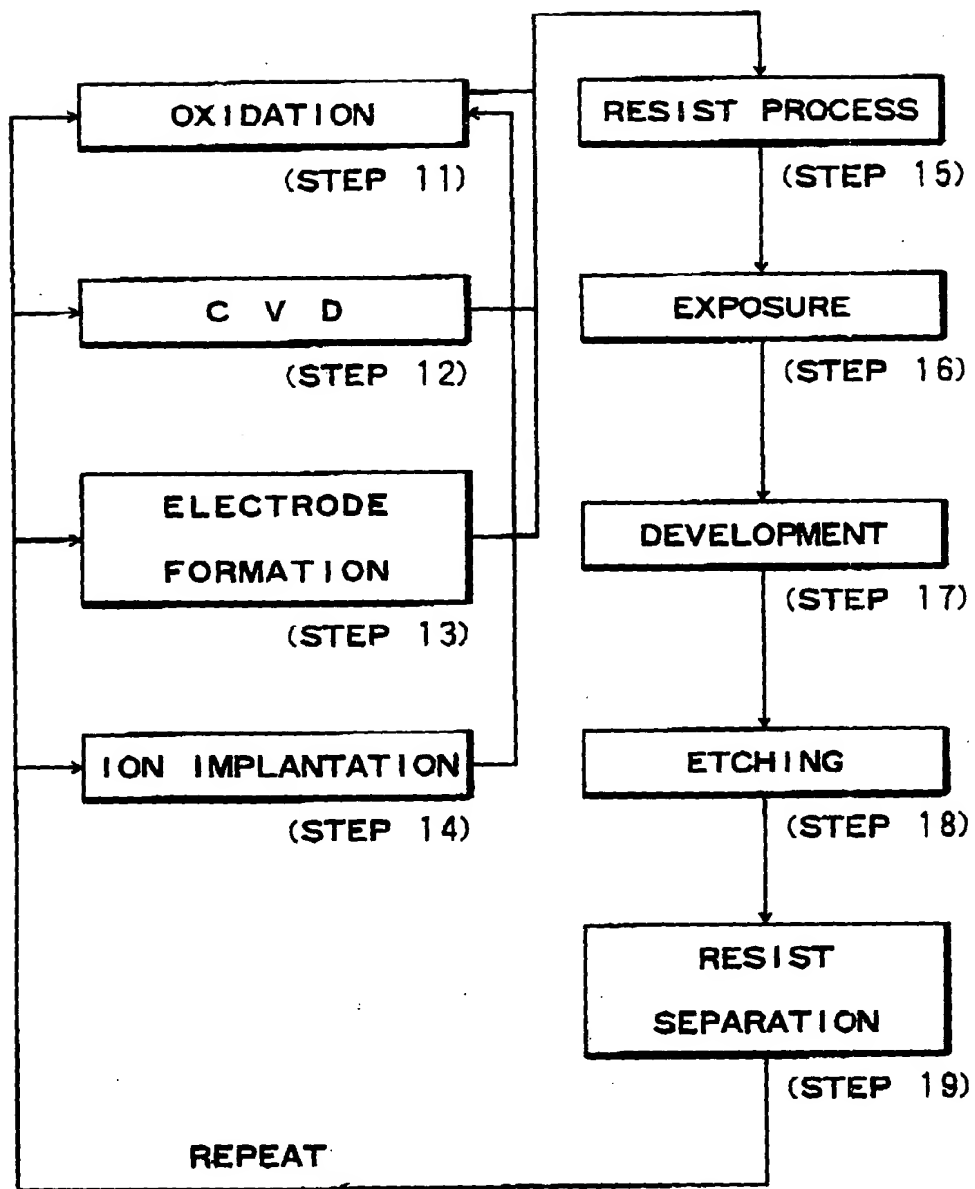 OXIDATION
(STEP 11)
C V D
(STEP 12)
ELECTRODE
FORMATION
(STEP 13)
ION IMPLANTATION
(STEP 14)
RESIST PROCESS
(STEP 15)
EXPOSURE
(STEP 16)
DEVELOPMENT
(STEP 17)
ETCHING
(STEP 18)
RESIST
SEPARATION
(STEP 19)
REPEAT